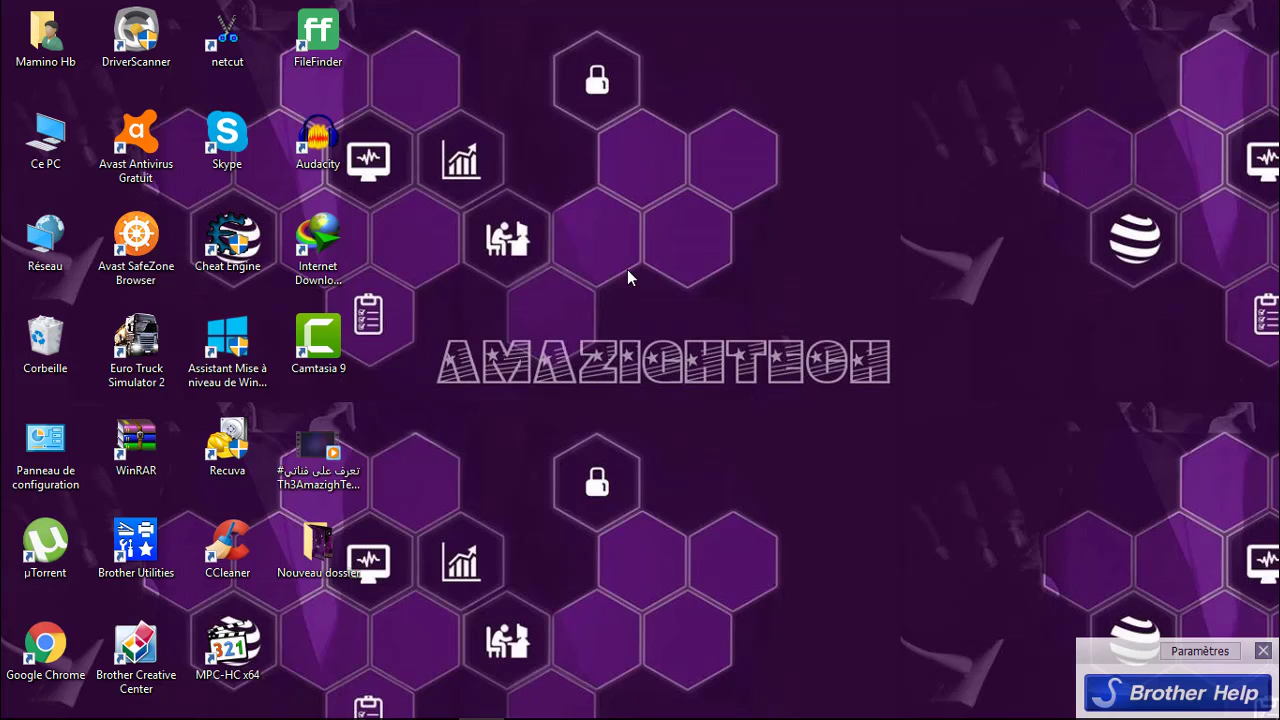 Mamino Hb
DriverScanner
netcut
ff
FileFinder
Ce PC
Avast Antivirus
Gratuit
Skype
Audacity
Réseau
Avast SafeZone
Browser
Cheat Engine
Internet
Downlo...
Corbeille
Euro Truck
Simulator 2
Assistant Mise à
niveau de Win...
Camtasia 9
AMAZIGHTECH
Panneau de
configuration
WinRAR
Recuva
#تعرف على قناتي
Th3AmazighTe...
µTorrent
Brother Utilities
CCleaner
Nouveau dossier
Google Chrome
Brother Creative
Center
321
MPC-HC x64
Paramètres
Brother Help